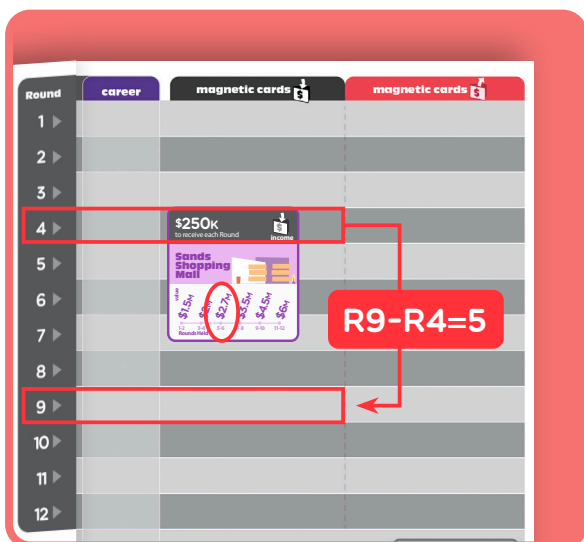 Round career magnetic cards $ magnetic cards $
1
2
3
4
$250K
to receive each Round
$
income
5
Sands
Shopping
Mall
6
value
$1.5M $2M $2.7M $3.5M $4.5M $6M
1-2 3-4 5-6 7-8 9-10 11-12
Rounds Held
R9-R4=5
7
8
9
10
11
12